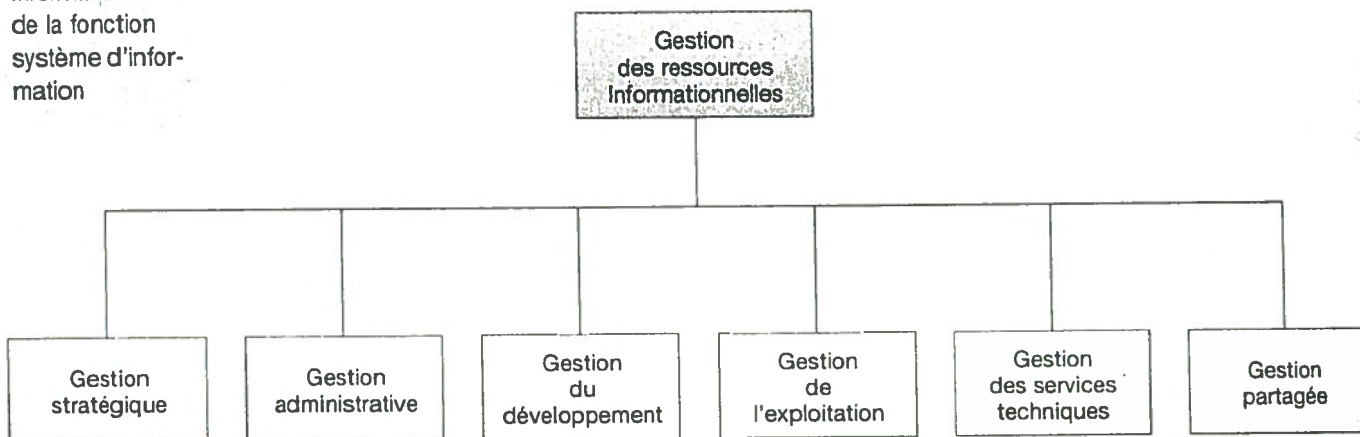 de la fonction
système d'infor-
mation
Gestion
des ressources
Informationnelles
Gestion
stratégique
Gestion
administrative
Gestion
du
développement
Gestion
de
l'exploitation
Gestion
des services
techniques
Gestion
partagée